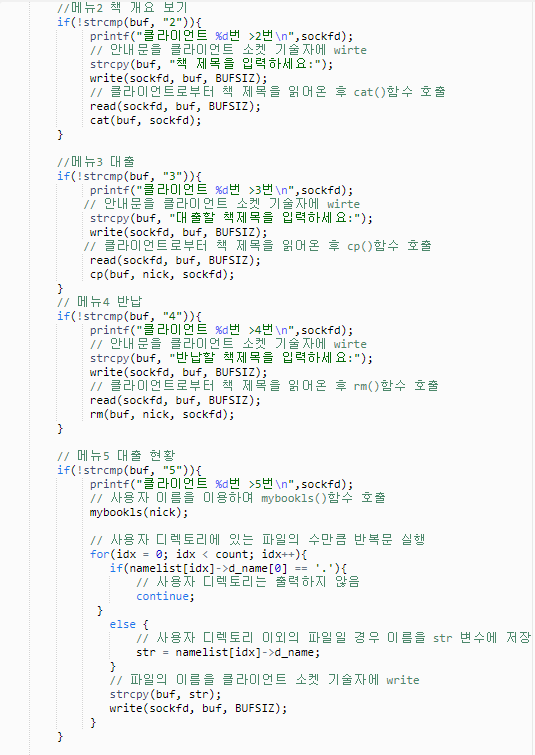 //메뉴2 책 개요 보기
if(!strcmp(buf, "2")){
printf("클라이언트 %d번 >2번\n",sockfd);
// 안내문을 클라이언트 소켓 기술자에 wirte
strcpy(buf, "책 제목을 입력하세요:");
write(sockfd, buf, BUFSIZ);
// 클라이언트로부터 책 제목을 읽어온 후 cat()함수 호출
read(sockfd, buf, BUFSIZ);
cat(buf, sockfd);
}
//메뉴3 대출
if(!strcmp(buf, "3")){
printf("클라이언트 %d번 >3번\n",sockfd);
// 안내문을 클라이언트 소켓 기술자에 wirte
strcpy(buf, "대출할 책제목을 입력하세요:");
write(sockfd, buf, BUFSIZ);
// 클라이언트로부터 책 제목을 읽어온 후 cp()함수 호출
read(sockfd, buf, BUFSIZ);
cp(buf, nick, sockfd);
}
// 메뉴4 반납
if(!strcmp(buf, "4")){
printf("클라이언트 %d번 >4번\n",sockfd);
// 안내문을 클라이언트 소켓 기술자에 wirte
strcpy(buf, "반납할 책제목을 입력하세요:");
write(sockfd, buf, BUFSIZ);
// 클라이언트로부터 책 제목을 읽어온 후 rm()함수 호출
read(sockfd, buf, BUFSIZ);
rm(buf, nick, sockfd);
}
// 메뉴5 대출 현황
if(!strcmp(buf, "5")){
printf("클라이언트 %d번 >5번\n",sockfd);
// 사용자 이름을 이용하여 mybookls()함수 호출
mybookls(nick);
// 사용자 디렉토리에 있는 파일의 수만큼 반복문 실행
for(idx = 0; idx < count; idx++){
if(namelist[idx]->d_name[0] == '.'){
// 사용자 디렉토리는 출력하지 않음
continue;
}
else {
// 사용자 디렉토리 이외의 파일일 경우 이름을 str 변수에 저장
str = namelist[idx]->d_name;
}
// 파일의 이름을 클라이언트 소켓 기술자에 write
strcpy(buf, str);
write(sockfd, buf, BUFSIZ);
}
}